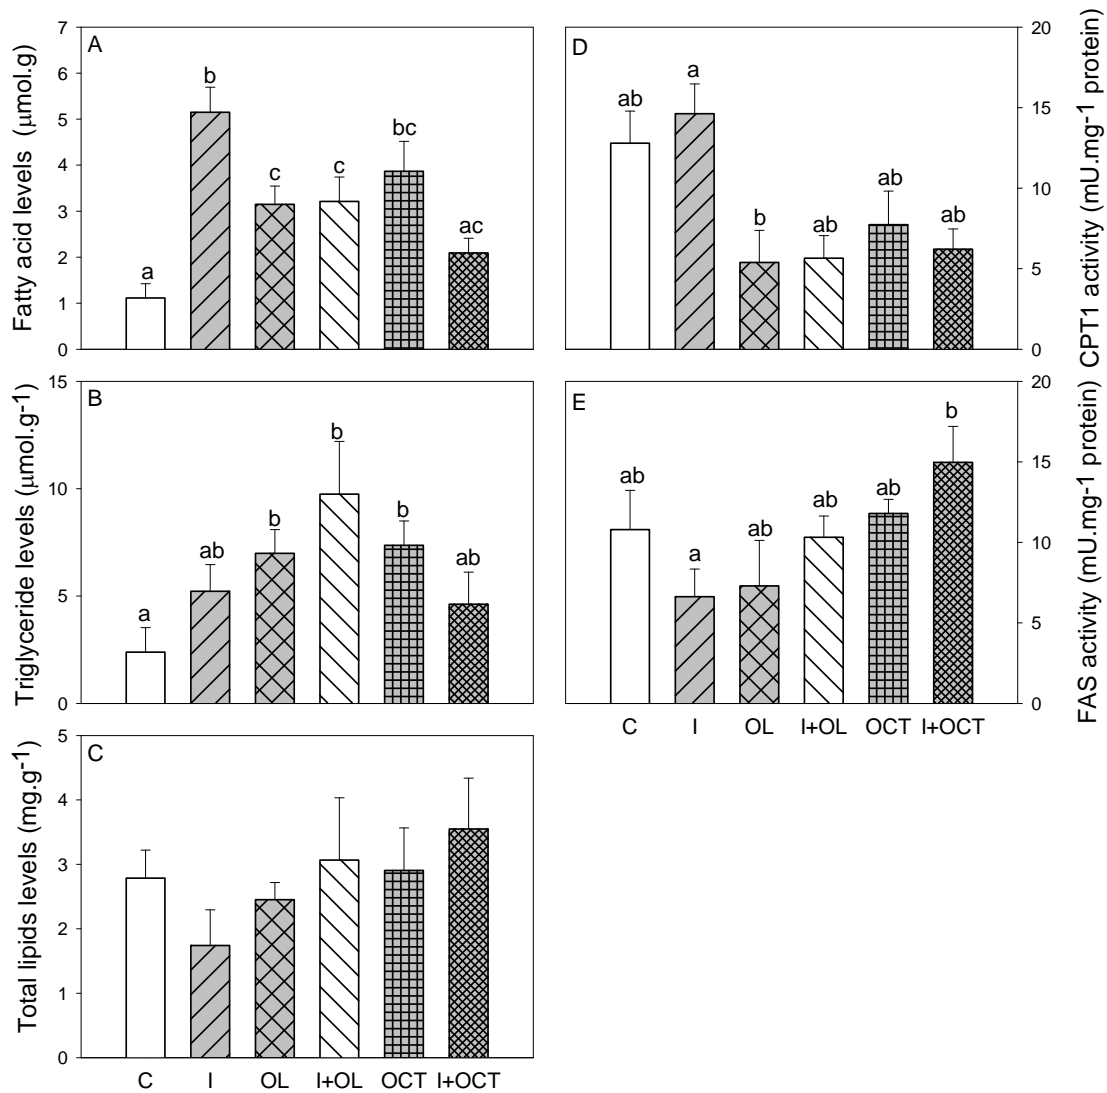 A
Fatty acid levels (μmol.g)
7
6
5
4
3
2
1
0
a
b
c
c
bc
ac
D
CPT1 activity (mU.mg-1 protein)
20
15
10
5
0
ab
a
b
ab
ab
ab
B
Triglyceride levels (μmol.g-1)
15
10
5
0
a
ab
b
b
b
ab
E
FAS activity (mU.mg-1 protein)
20
15
10
5
0
ab
a
ab
ab
ab
b
C I OL I+OL OCT I+OCT
C
Total lipids levels (mg.g-1)
5
4
3
2
1
0
C I OL I+OL OCT I+OCT